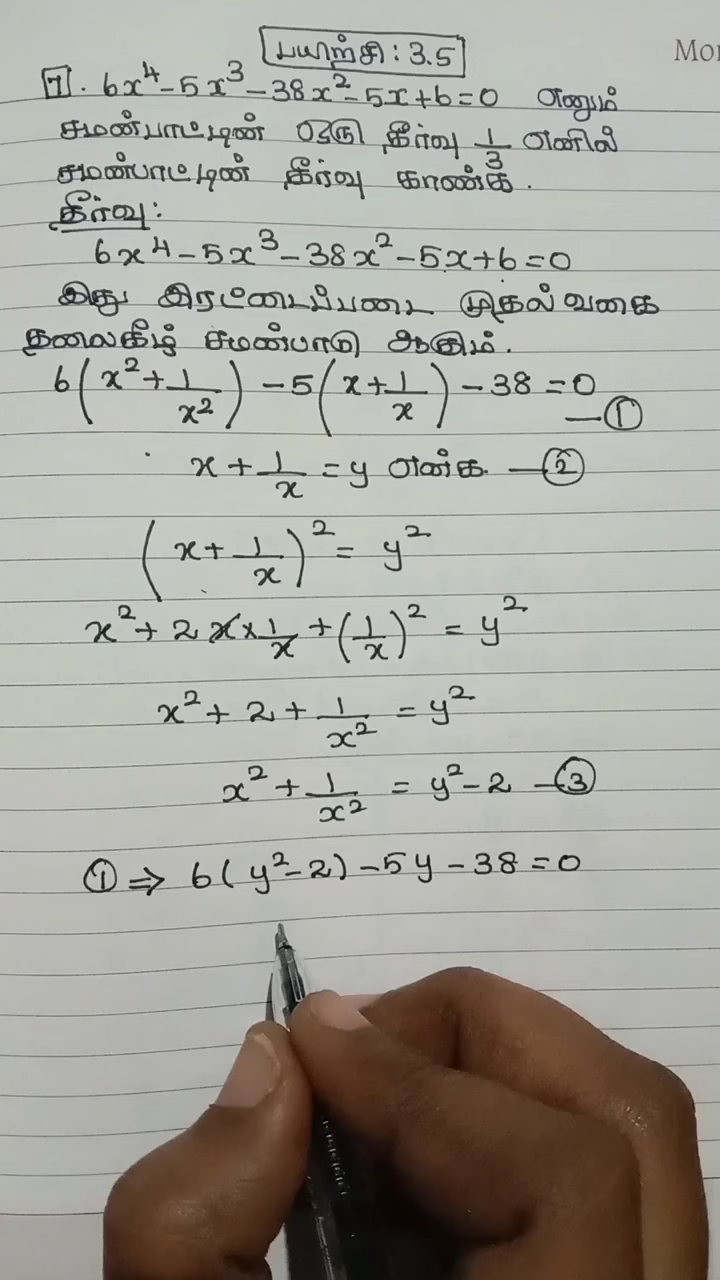 பயிற்சி : 3.5
Mon
7. 6x⁴ - 5x³ - 38x² - 5x + 6 = 0 எனும்
சமன்பாட்டின் ஒரு தீர்வு 1/3 எனில்
சமன்பாட்டின் தீர்வு காண்க.
தீர்வு:
6x⁴ - 5x³ - 38x² - 5x + 6 = 0
இது இரட்டைப்படை முதல் வகை
தலைகீழ் சமன்பாடு ஆகும்.
6(x² + 1/x²) - 5(x + 1/x) - 38 = 0 —①
x + 1/x = y என்க. —②
(x + 1/x)² = y²
x² + 2 x × 1/x + (1/x)² = y²
x² + 2 + 1/x² = y²
x² + 1/x² = y² - 2 —③
① ⇒ 6(y² - 2) - 5y - 38 = 0